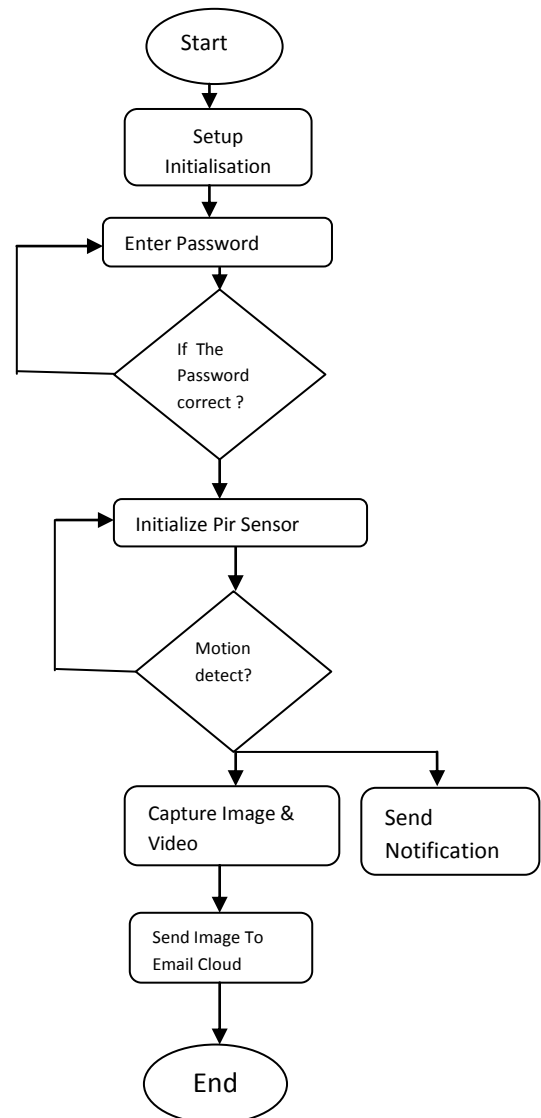 Start
Setup
Initialisation
Enter Password
If The
Password
correct ?
Initialize Pir Sensor
Motion
detect?
Capture Image &
Video
Send
Notification
Send Image To
Email Cloud
End